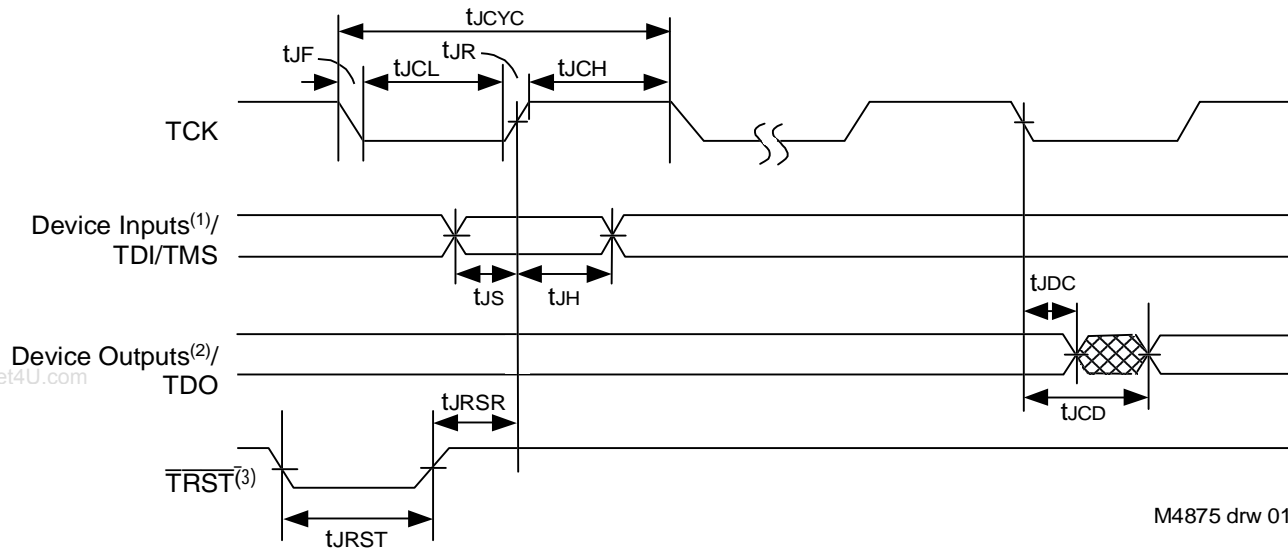 tJCYC
tJF
tJCL
tJR
tJCH
TCK
Device Inputs(1)/
TDI/TMS
tJS
tJH
tJDC
Device Outputs(2)/
TDO
et4U.com
tJCD
tJRSR
TRST(3)
tJRST
M4875 drw 01